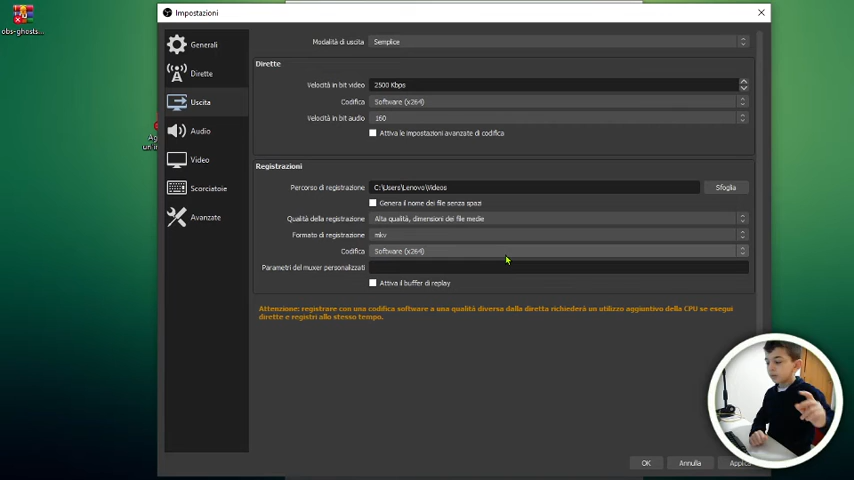 obs-ghosts...
Impostazioni
Generali
Dirette
Uscita
Audio
Video
Scorciatoie
Avanzate
Modalità di uscita Semplice
Dirette
Velocità in bit video 2500 Kbps
Codifica Software (x264)
Velocità in bit audio 160
Attiva le impostazioni avanzate di codifica
Registrazioni
Percorso di registrazione C:\Users\Lenovo\Videos Sfoglia
Genera il nome dei file senza spazi
Qualità della registrazione Alta qualità, dimensioni dei file medie
Formato di registrazione mkv
Codifica Software (x264)
Parametri del muxer personalizzati
Attiva il buffer di replay
Attenzione: registrare con una codifica software a una qualità diversa dalla diretta richiederà un utilizzo aggiuntivo della CPU se esegui
dirette e registri allo stesso tempo.
OK Annulla